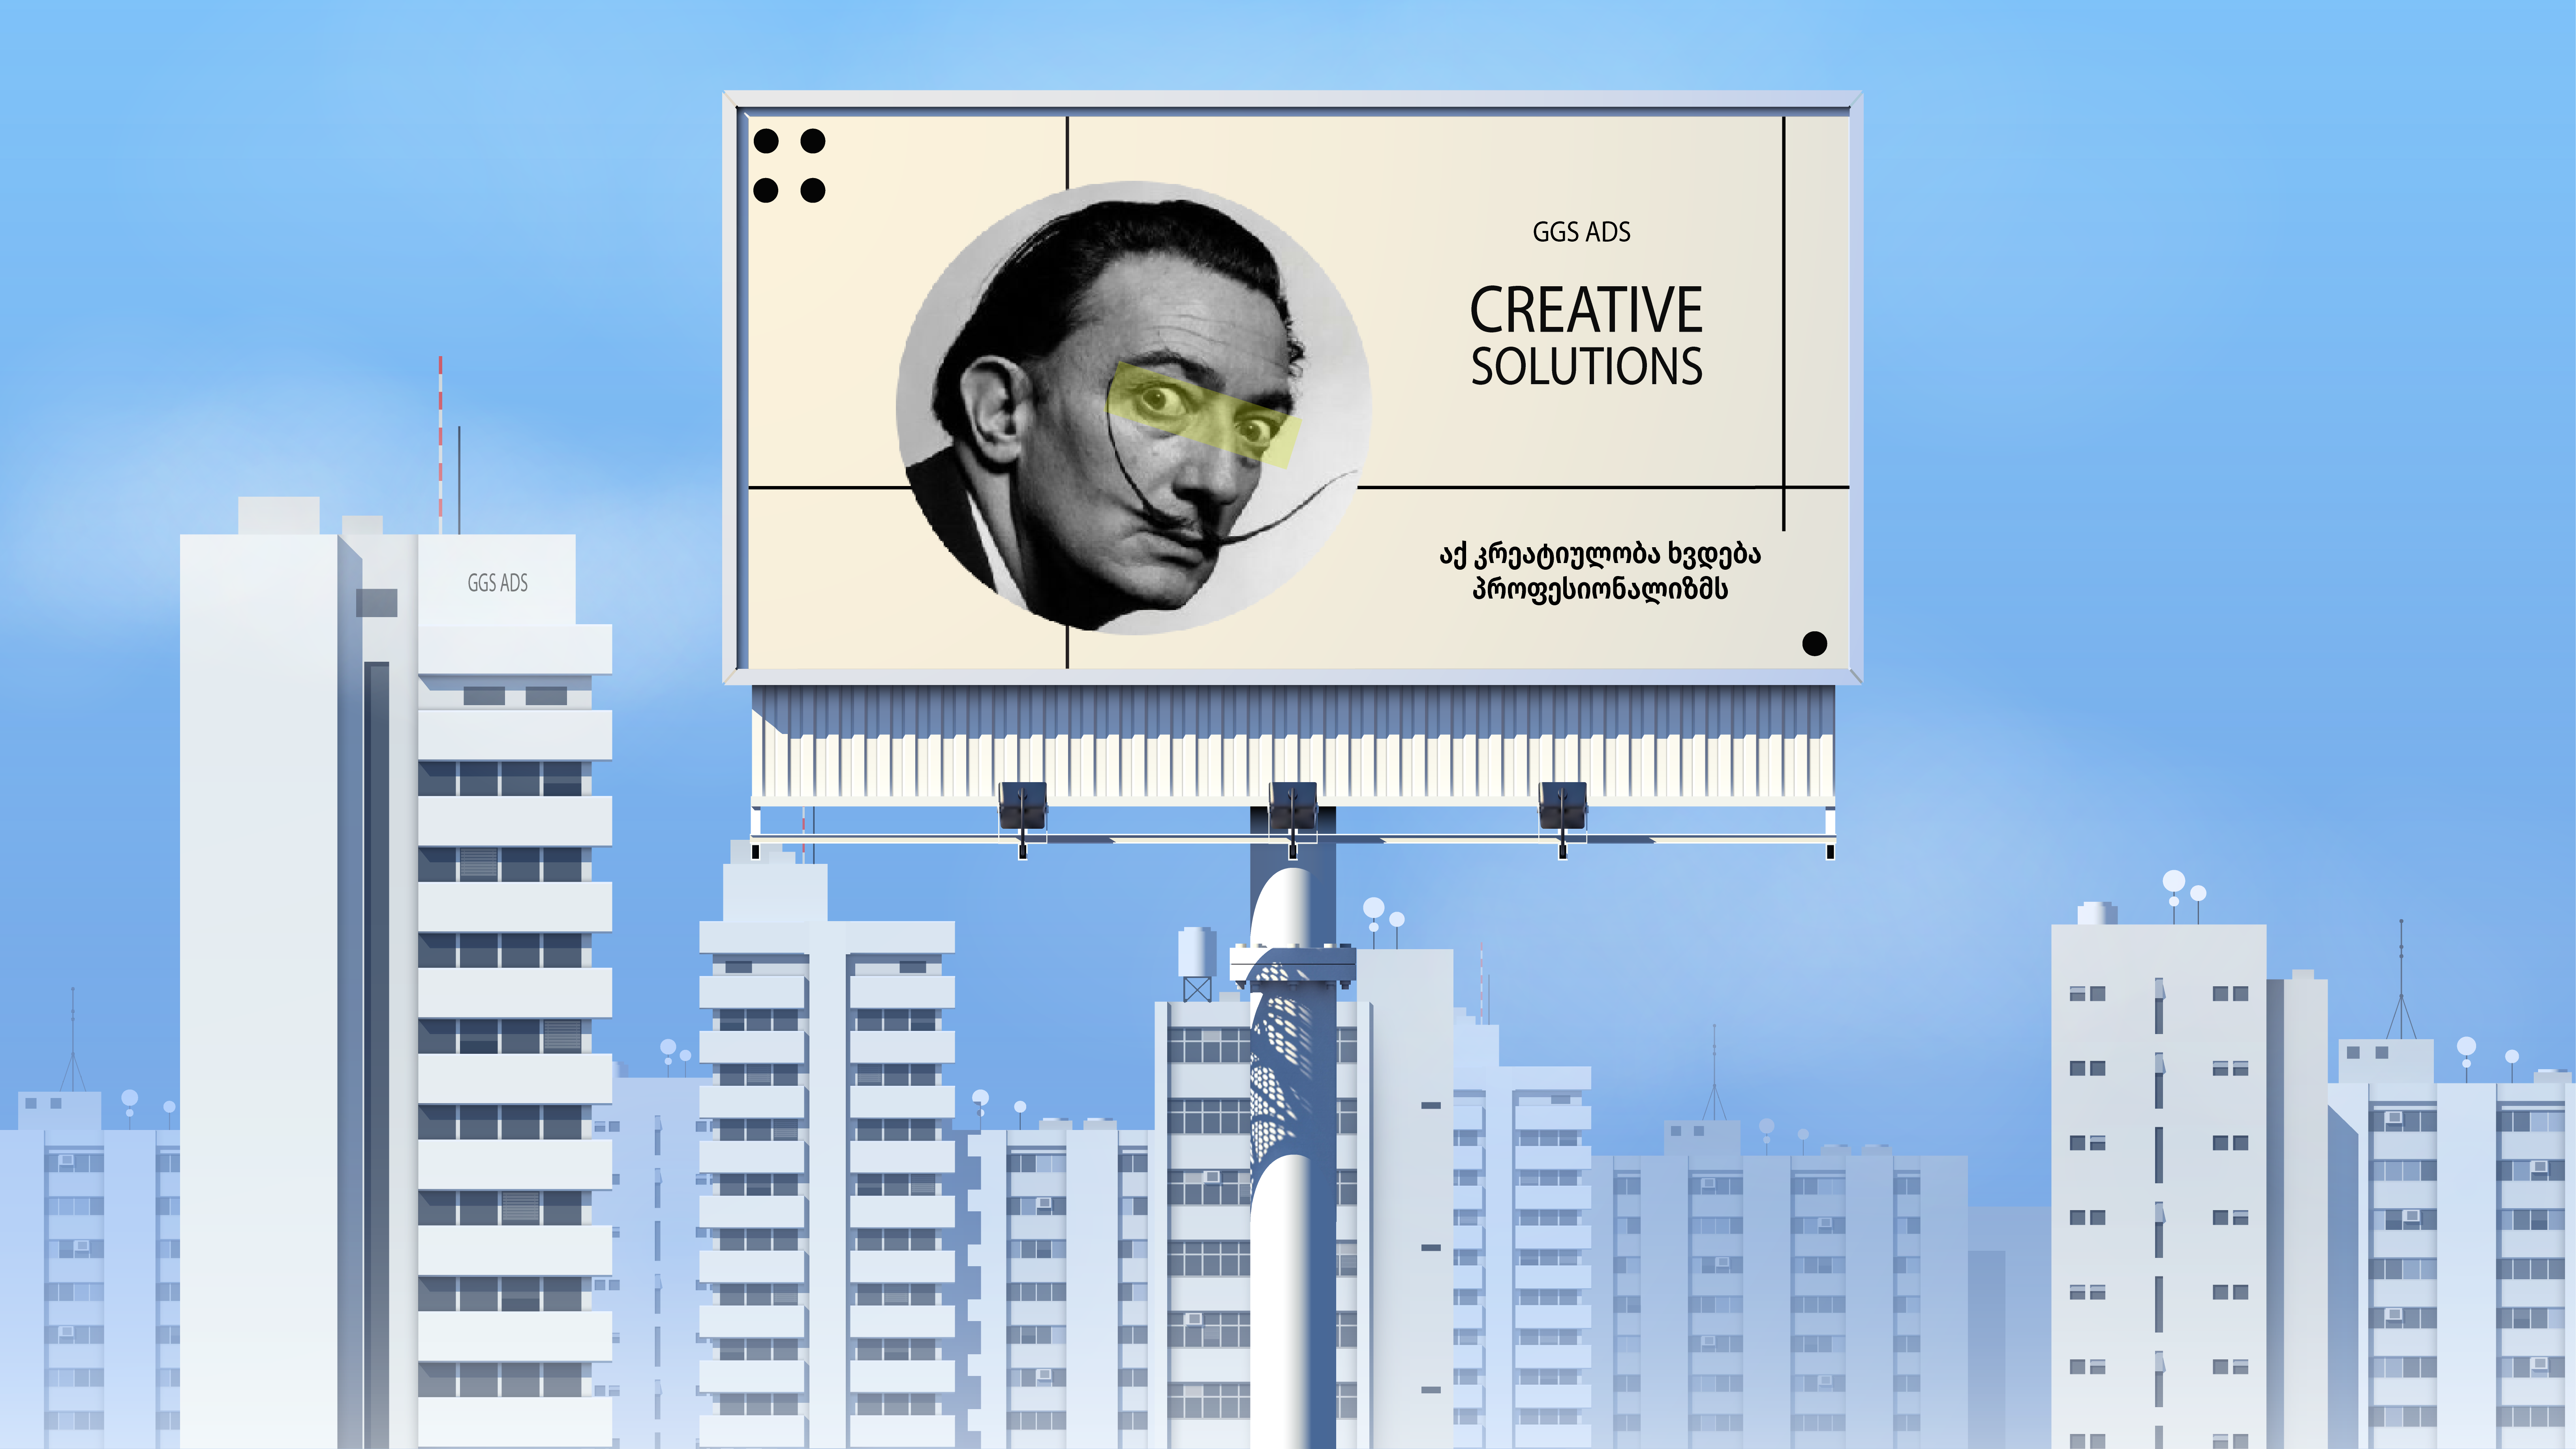 GGS ADS
CREATIVE
SOLUTIONS
აქ კრეატიულობა ხვდება
პროფესიონალიზმს
GGS ADS